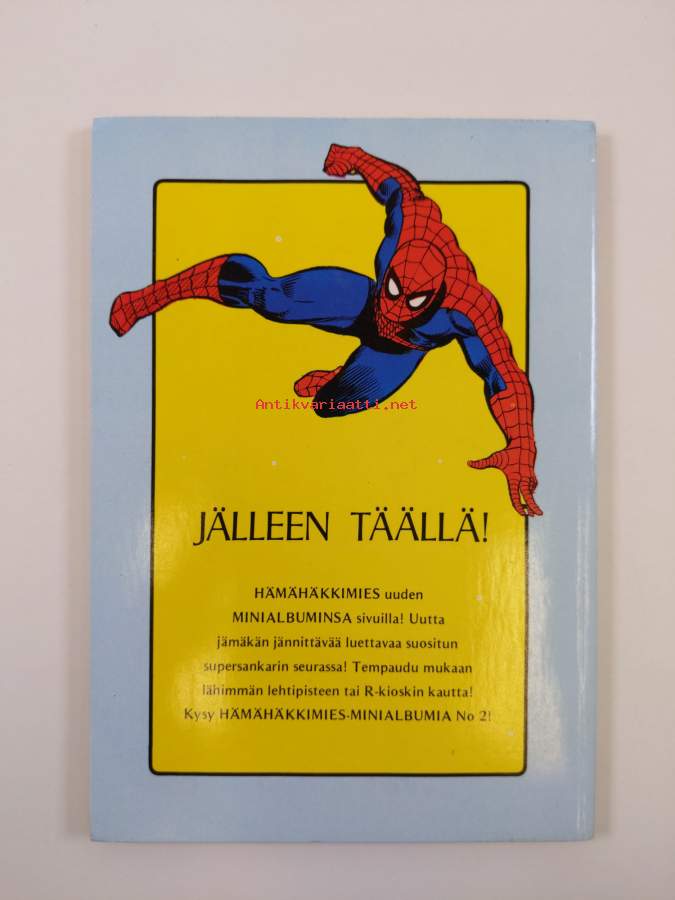 Antikvariaatti.net
JÄLLEEN TÄÄLLÄ!
HÄMÄHÄKKIMIES uuden
MINIALBUMINSA sivuilla! Uutta
jämäkän jännittävää luettavaa suositun
supersankarin seurassa! Tempaudu mukaan
lähimmän lehtipisteen tai R-kioskin kautta!
Kysy HÄMÄHÄKKIMIES-MINIALBUMIA No 2!